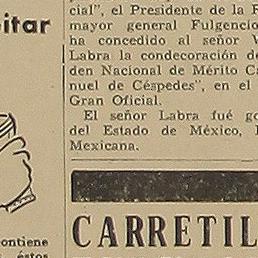 itar
ontiene
éstos
cial", el Presidente de la R
mayor general Fulgencio
ha concedido al señor W
Labra la condecoración de
den Nacional de Mérito Ca
nuel de Céspedes", en el
Gran Oficial.
El señor Labra fué go
del Estado de México, 
Mexicana.
CARRETIL